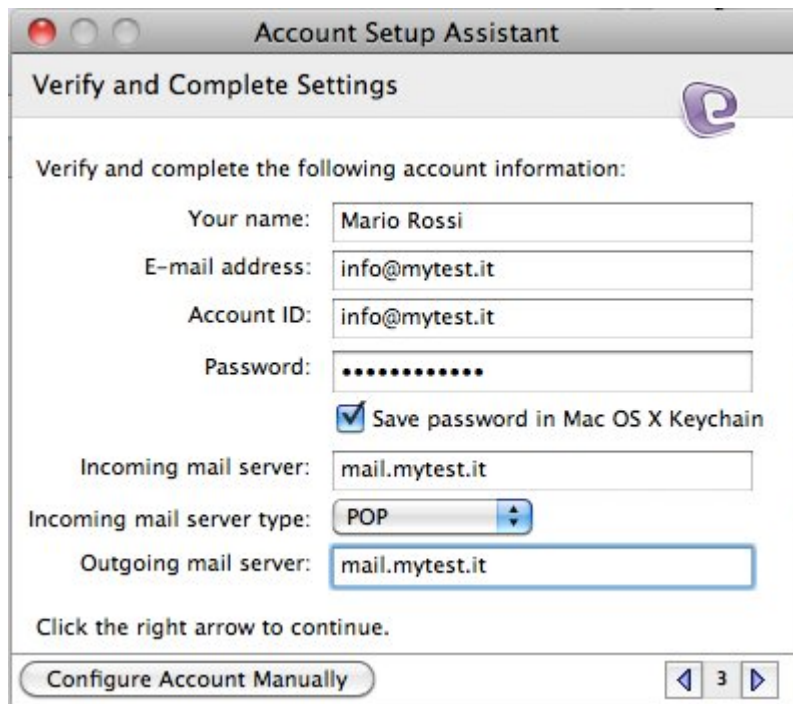 Account Setup Assistant
Verify and Complete Settings
Verify and complete the following account information:
Your name: Mario Rossi
E-mail address: info@mytest.it
Account ID: info@mytest.it
Password: ••••••••••••
Save password in Mac OS X Keychain
Incoming mail server: mail.mytest.it
Incoming mail server type: POP
Outgoing mail server: mail.mytest.it
Click the right arrow to continue.
Configure Account Manually 3